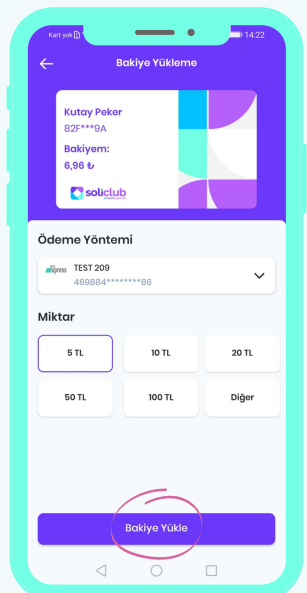 Kart yok
14:22
Bakiye Yükleme
Kutay Peker
82F***9A
Bakiyem:
6,96 ₺
soliclub
Ödeme Yöntemi
TEST 209
469884********86
Miktar
5 TL
10 TL
20 TL
50 TL
100 TL
Diğer
Bakiye Yükle